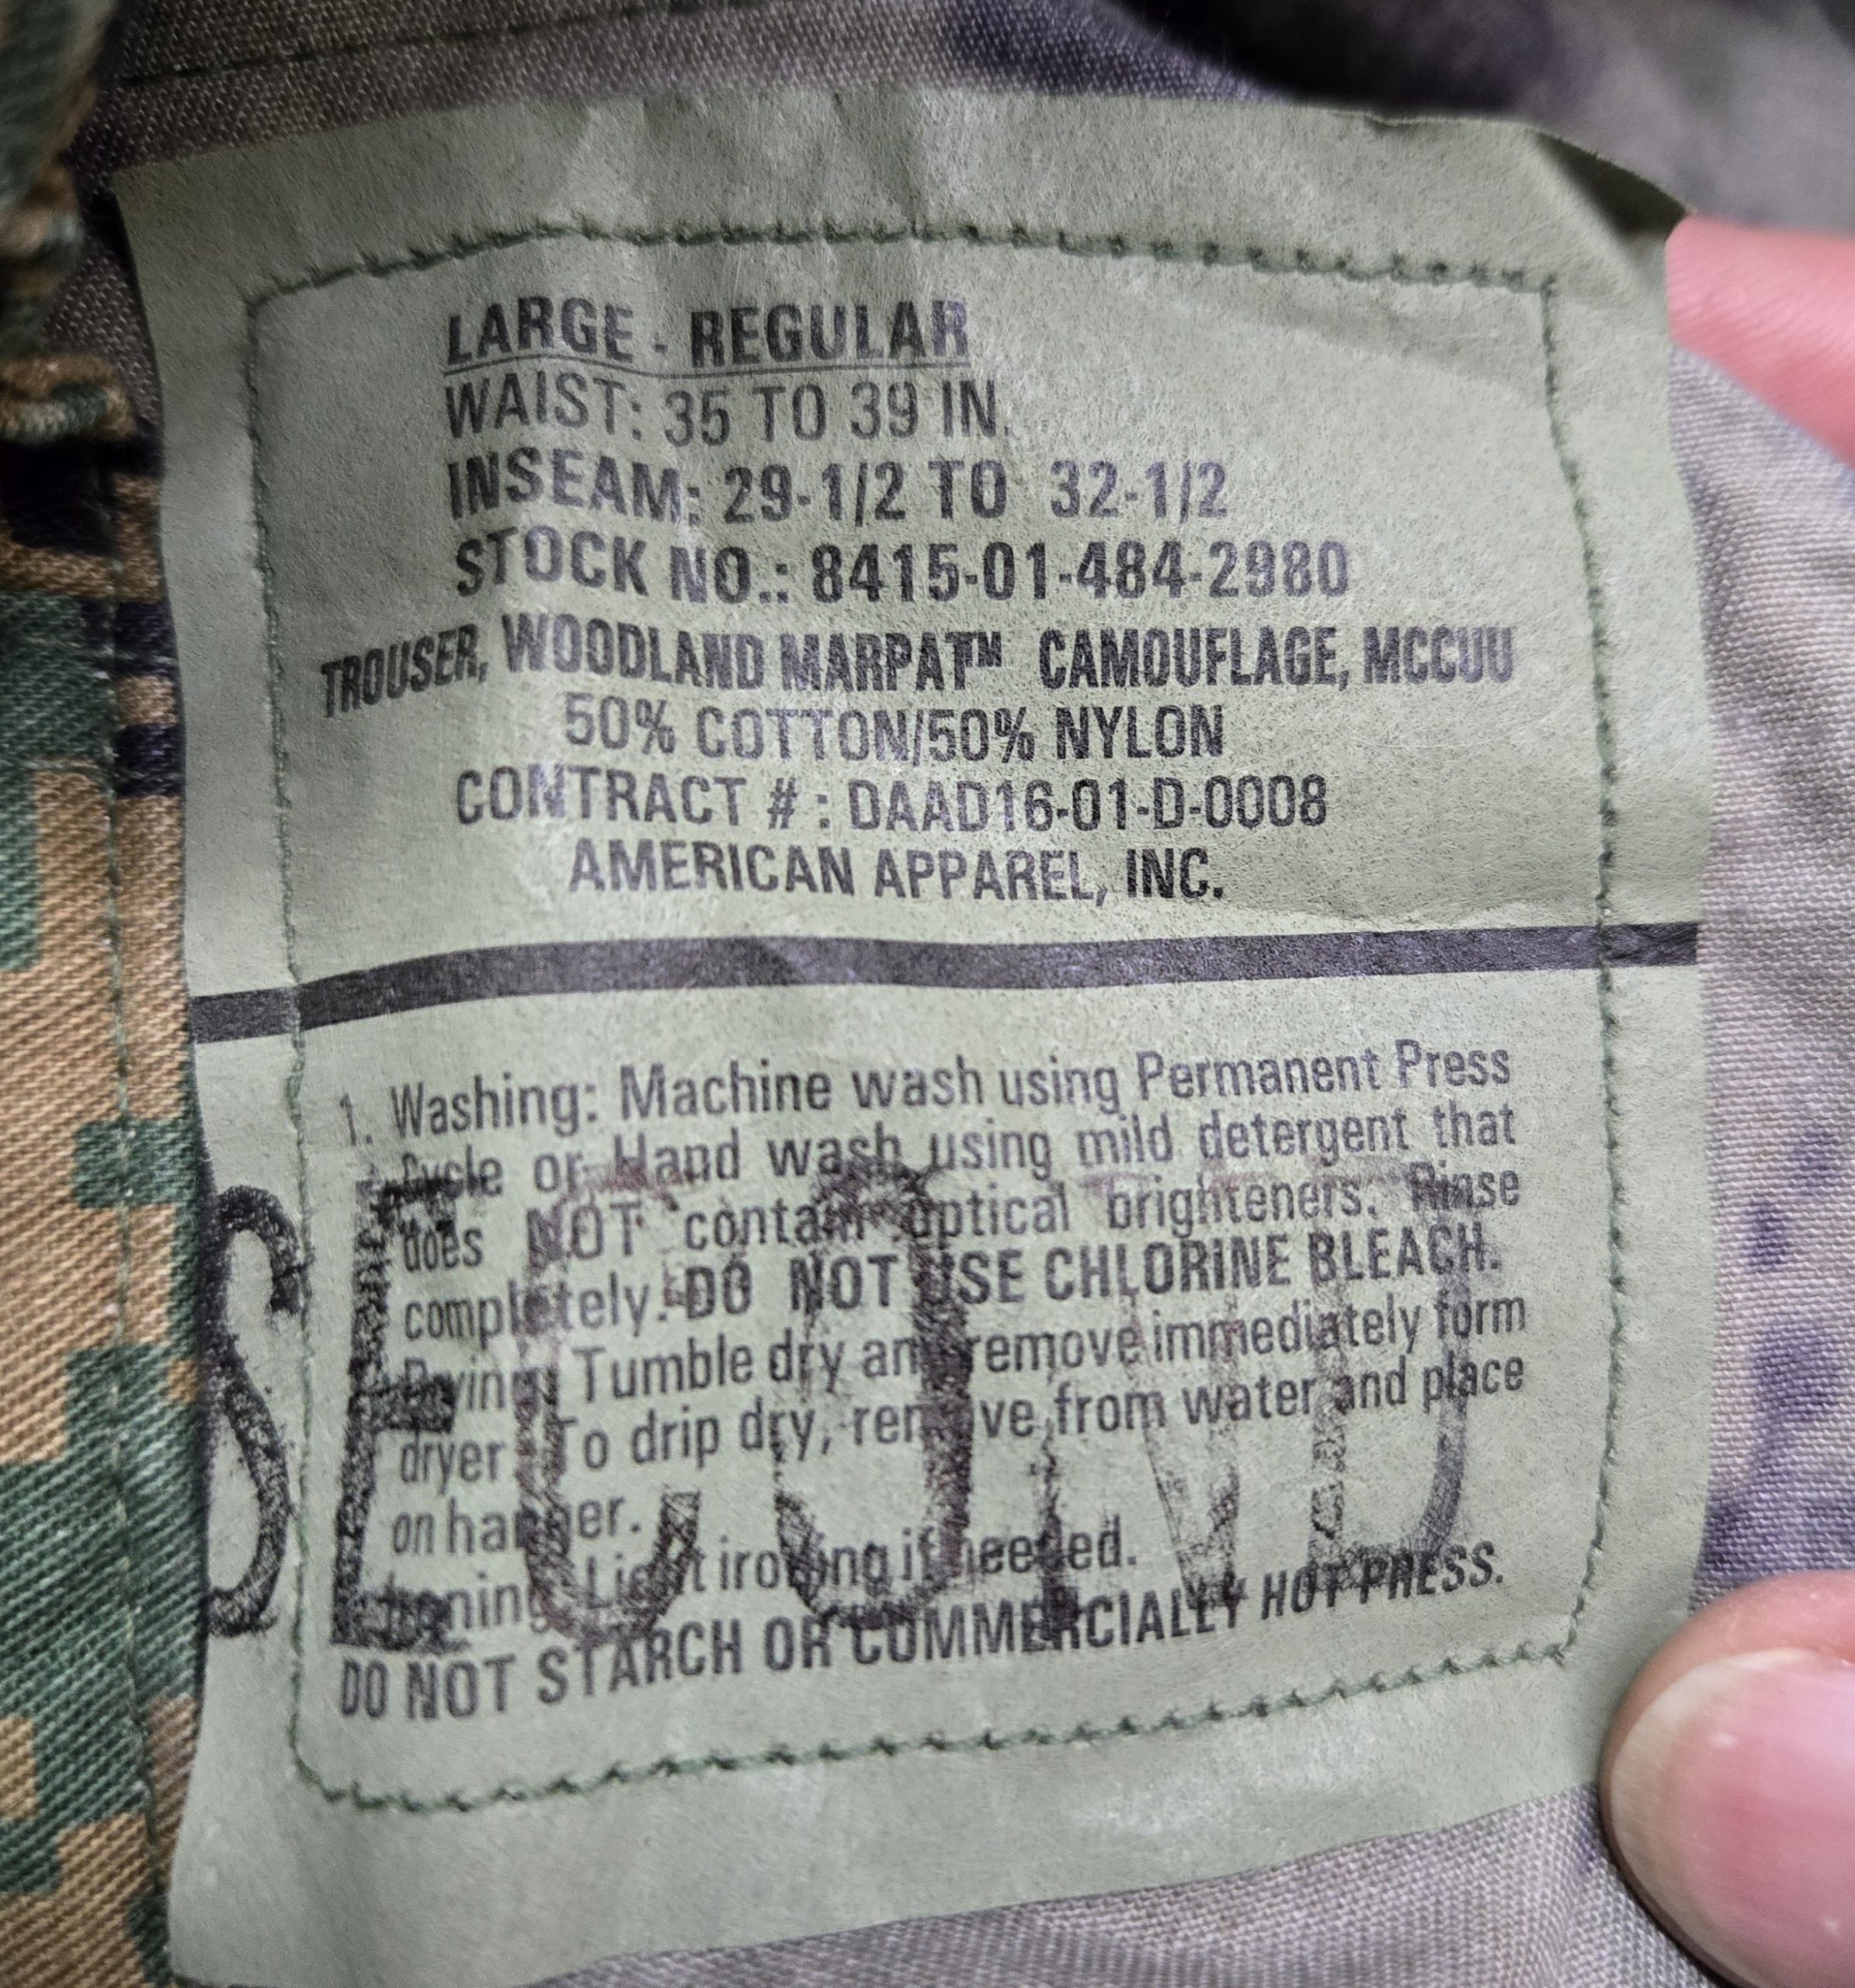 LARGE - REGULAR
WAIST: 35 TO 39 IN.
INSEAM: 29-1/2 TO 32-1/2
STOCK NO.: 8415-01-484-2980
TROUSER, WOODLAND MARPAT™ CAMOUFLAGE, MCCUU
50% COTTON/50% NYLON
CONTRACT # : DAAD16-01-D-0008
AMERICAN APPAREL, INC.
1. Washing: Machine wash using Permanent Press
Cycle or Hand wash using mild detergent that
does NOT contain optical brighteners. Rinse
completely. DO NOT USE CHLORINE BLEACH.
Drying: Tumble dry and remove immediately form
dryer. To drip dry, remove from water and place
on hanger.
Ironing: Light ironing if needed.
DO NOT STARCH OR COMMERCIALLY HOT PRESS.
SECOND